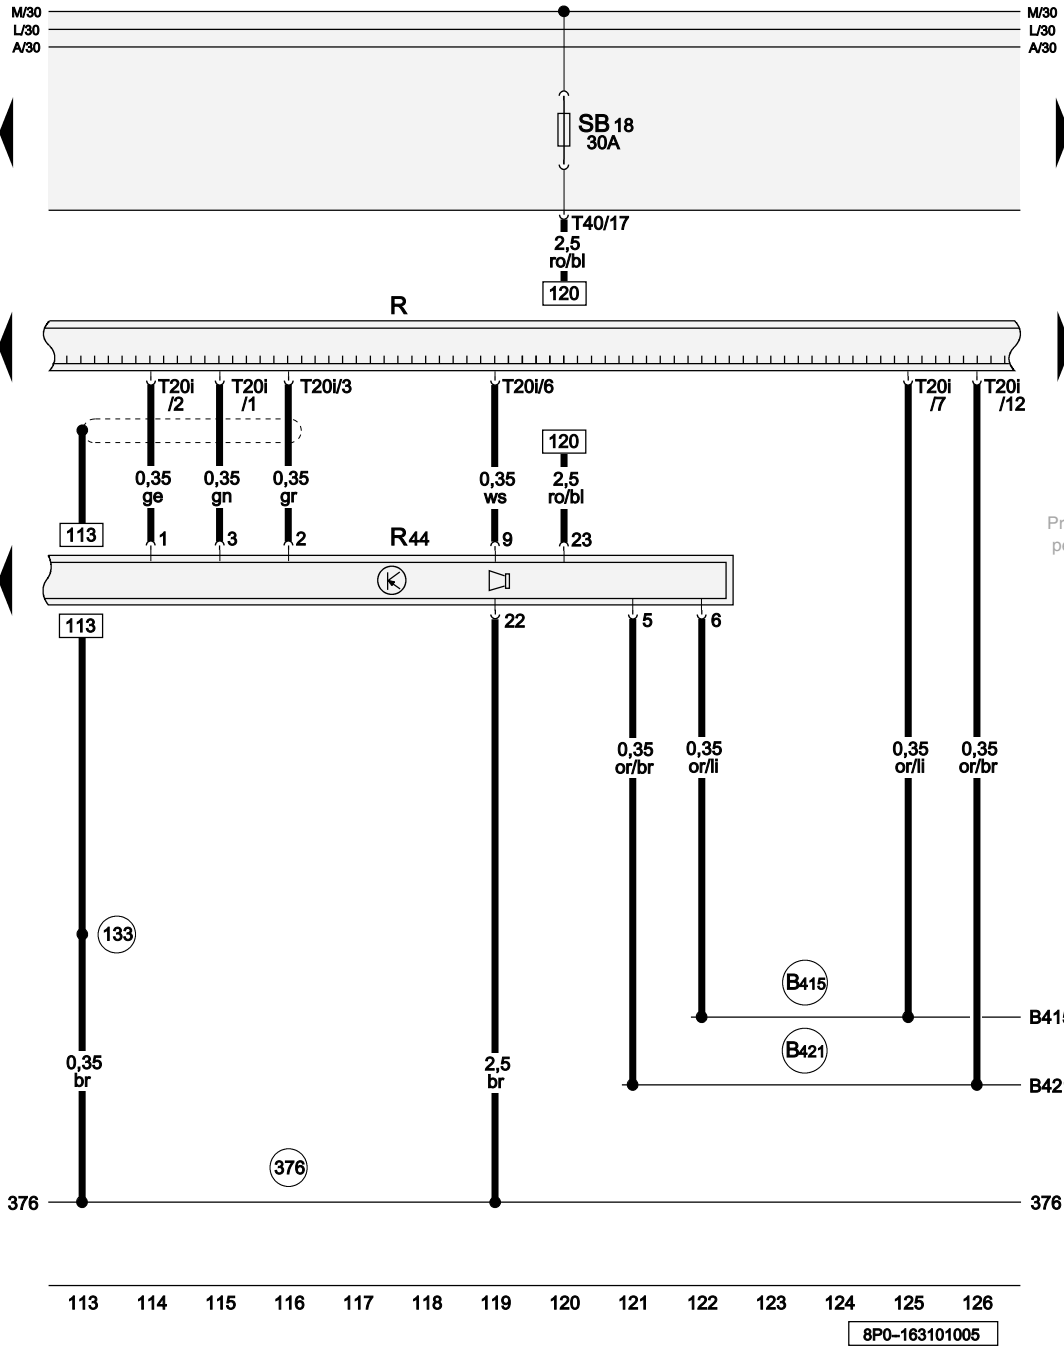 M/30 M/30
L/30 L/30
A/30 A/30
SB 18
30A
T40/17
2,5
ro/bl
120
R
T20i T20i T20i/3 T20i/6 T20i T20i
/2 /1 /7 /12
120
0,35 0,35 0,35 0,35 2,5
ge gn gr ws ro/bl
113 1 3 2 R44 9 23
Pr
pe
113 22 5 6
0,35 0,35 0,35 0,35
or/br or/li or/li or/br
133
B415
B415
B421
0,35 2,5
br br
B42
376
376 376
113 114 115 116 117 118 119 120 121 122 123 124 125 126
8P0-163101005